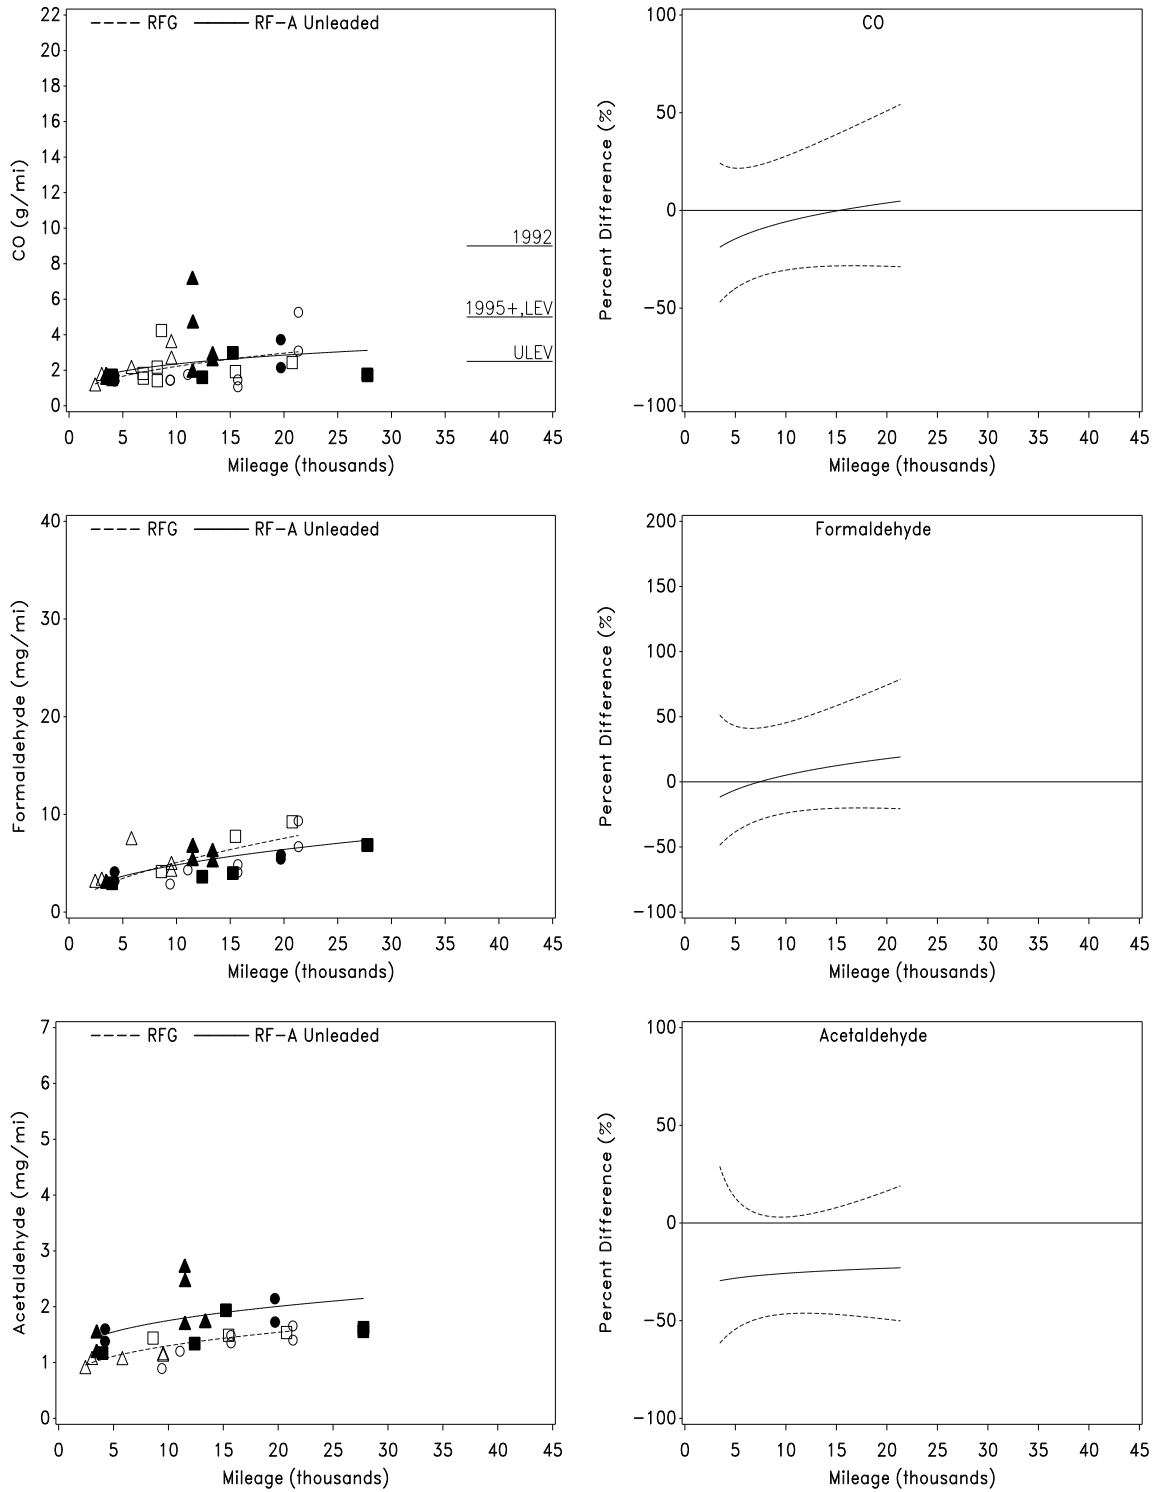 RFG RF-A Unleaded
22
20
18
16
14
12
10
8
6
4
2
0
CO (g/mi)
1992
1995+,LEV
ULEV
0 5 10 15 20 25 30 35 40 45
Mileage (thousands)
CO
100
50
0
-50
-100
Percent Difference (%)
0 5 10 15 20 25 30 35 40 45
Mileage (thousands)
RFG RF-A Unleaded
40
30
20
10
0
Formaldehyde (mg/mi)
0 5 10 15 20 25 30 35 40 45
Mileage (thousands)
Formaldehyde
200
150
100
50
0
-50
-100
Percent Difference (%)
0 5 10 15 20 25 30 35 40 45
Mileage (thousands)
RFG RF-A Unleaded
7
6
5
4
3
2
1
0
Acetaldehyde (mg/mi)
0 5 10 15 20 25 30 35 40 45
Mileage (thousands)
Acetaldehyde
100
50
0
-50
-100
Percent Difference (%)
0 5 10 15 20 25 30 35 40 45
Mileage (thousands)